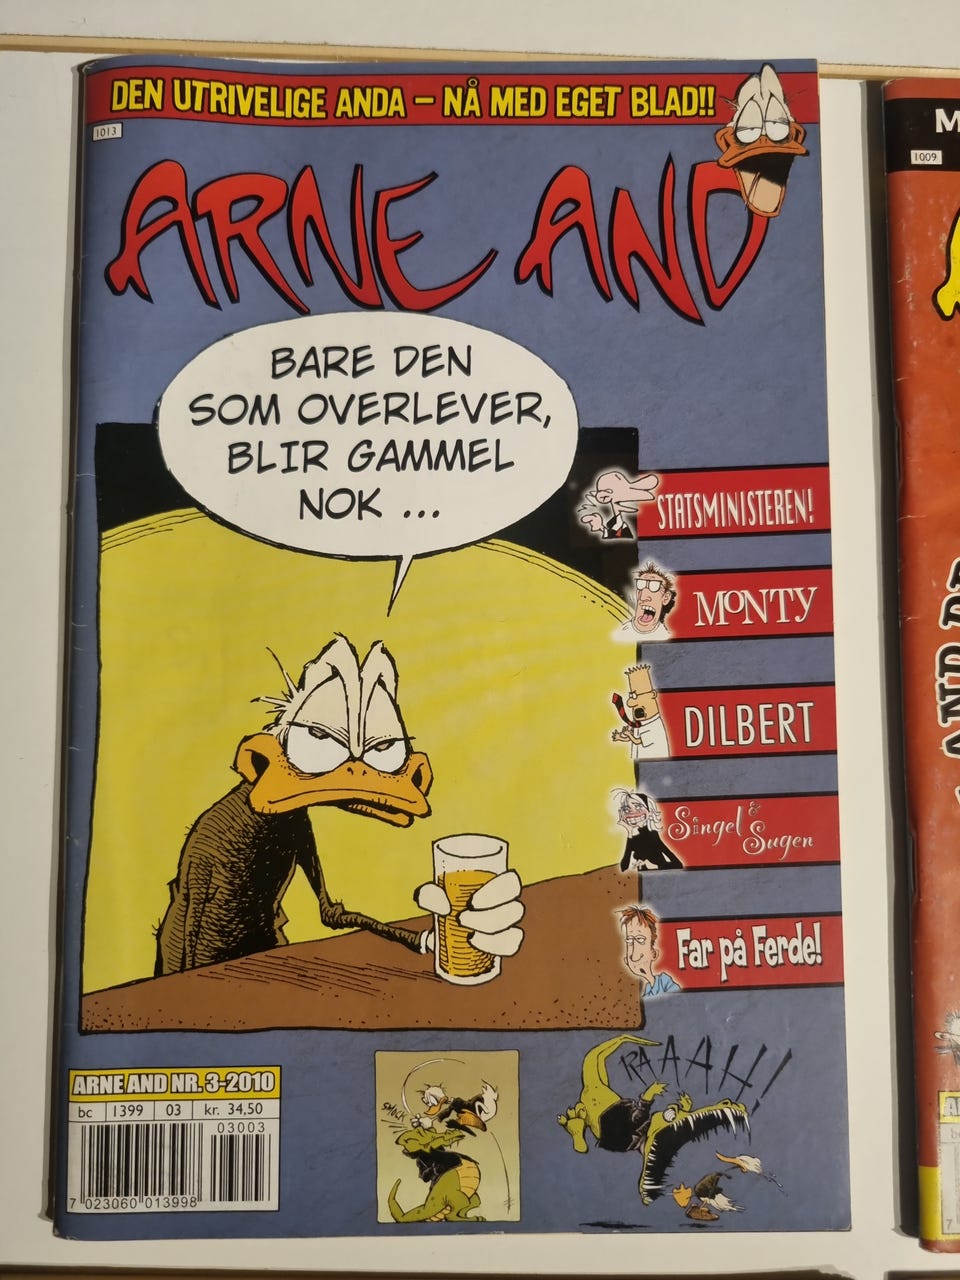 DEN UTRIVELIGE ANDA – NÅ MED EGET BLAD!!
1013
ARNE AND
BARE DEN
SOM OVERLEVER,
BLIR GAMMEL
NOK ...
STATSMINISTEREN!
MONTY
DILBERT
Singel & Sugen
Far på Ferde!
RAAAH!!
SMACK
ARNE AND NR. 3-2010
bc 1399 03 kr. 34,50
03003
7 023060 013998
M
1009